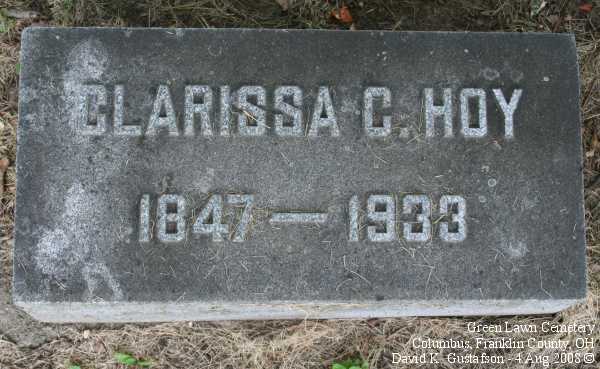 CLARISSA C. HOY
1847 — 1933
Green Lawn Cemetery
Columbus, Franklin County, OH
David K. Gustafson - 4 Aug 2008 ©